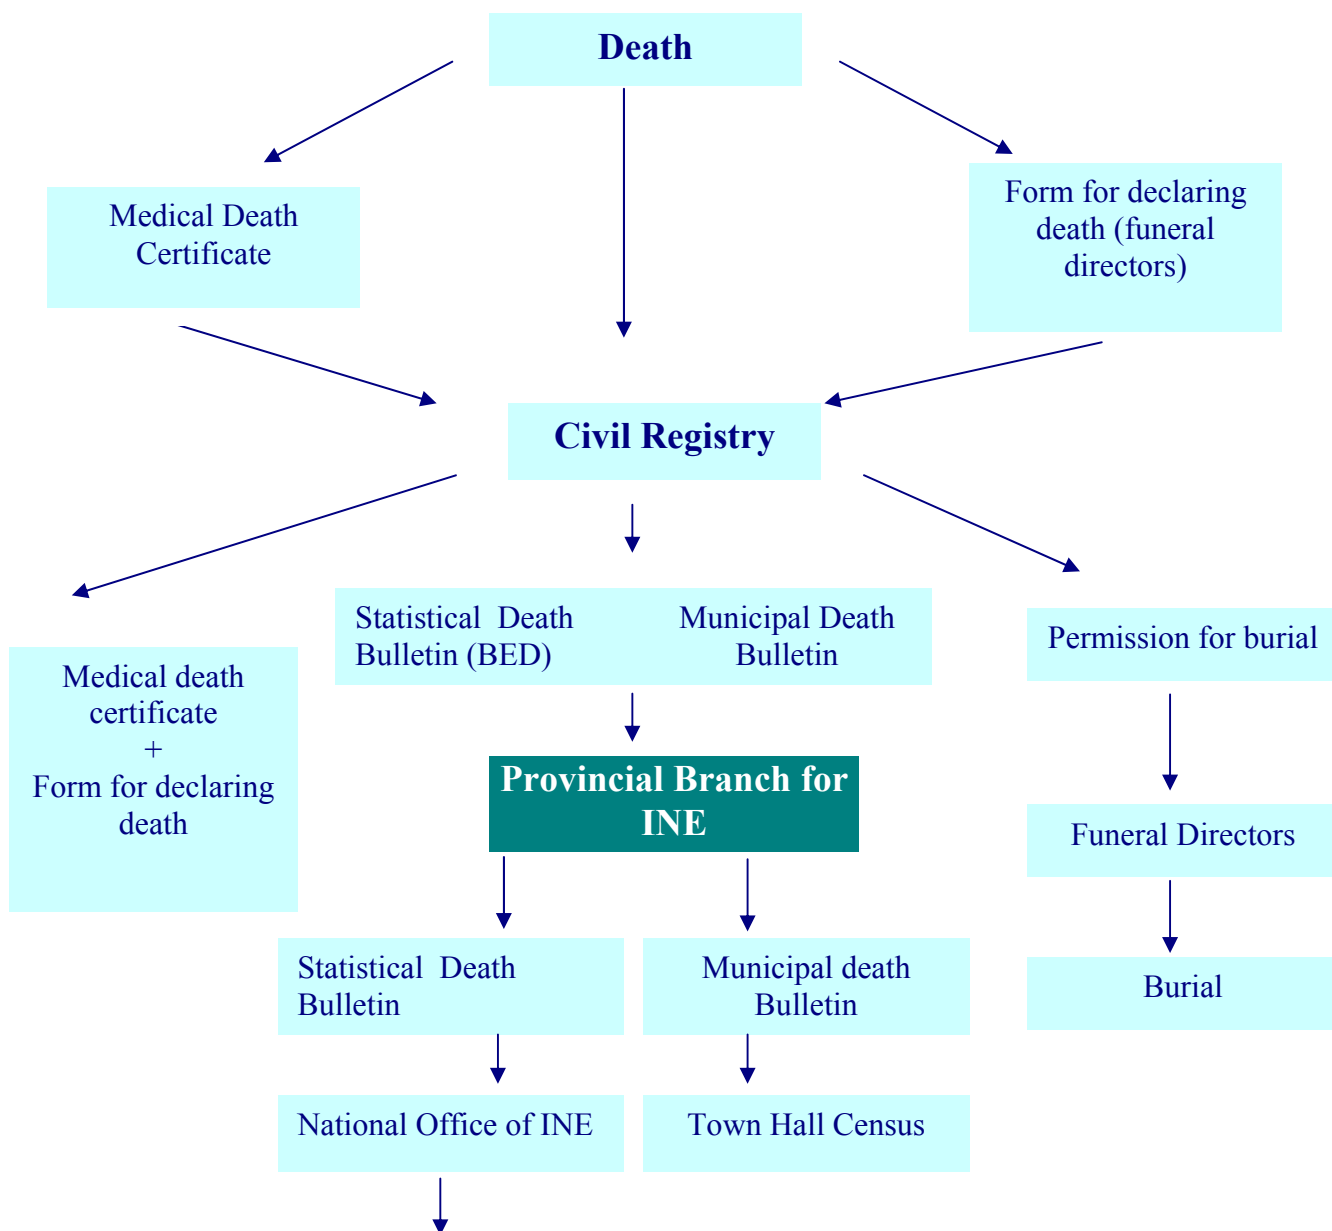 Death
Medical Death
Certificate
Form for declaring
death (funeral
directors)
Civil Registry
Statistical  Death
Bulletin (BED)
Municipal Death
Bulletin
Permission for burial
Medical death
certificate
+
Form for declaring
death
Provincial Branch for
INE
Funeral Directors
Statistical  Death
Bulletin
Municipal death
Bulletin
Burial
National Office of INE
Town Hall Census